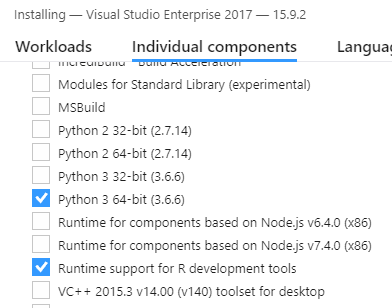 Installing — Visual Studio Enterprise 2017 — 15.9.2
Workloads Individual components Langua
IncrediBuild - Build Acceleration
Modules for Standard Library (experimental)
MSBuild
Python 2 32-bit (2.7.14)
Python 2 64-bit (2.7.14)
Python 3 32-bit (3.6.6)
Python 3 64-bit (3.6.6)
Runtime for components based on Node.js v6.4.0 (x86)
Runtime for components based on Node.js v7.4.0 (x86)
Runtime support for R development tools
VC++ 2015.3 v14.00 (v140) toolset for desktop